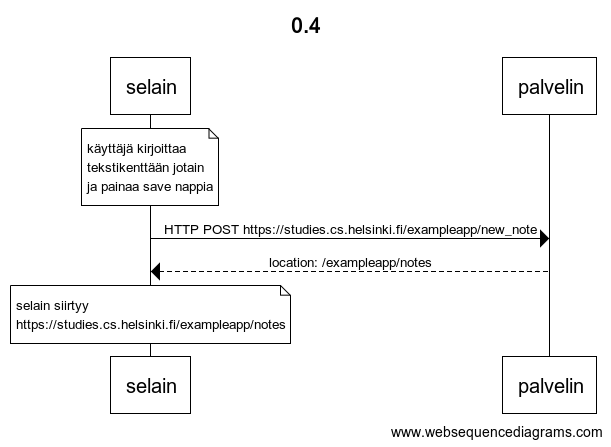 0.4
selain
palvelin
käyttäjä kirjoittaa
tekstikenttään jotain
ja painaa save nappia
HTTP POST https://studies.cs.helsinki.fi/exampleapp/new_note
location: /exampleapp/notes
selain siirtyy
https://studies.cs.helsinki.fi/exampleapp/notes
selain
palvelin
www.websequencediagrams.com